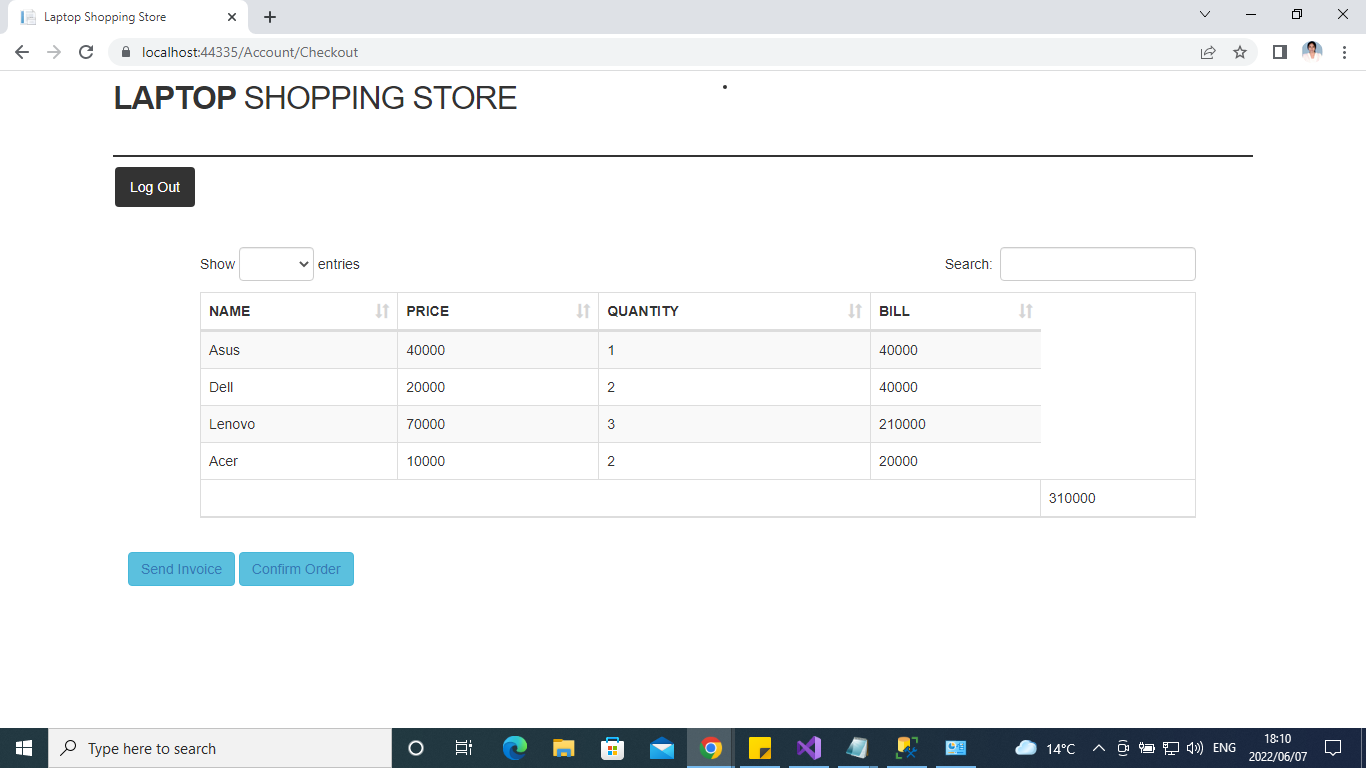 Laptop Shopping Store
localhost:44335/Account/Checkout
LAPTOP SHOPPING STORE
Log Out
Show entries Search:
NAME PRICE QUANTITY BILL
Asus 40000 1 40000
Dell 20000 2 40000
Lenovo 70000 3 210000
Acer 10000 2 20000
310000
Send Invoice Confirm Order
Type here to search
14°C
ENG
18:10
2022/06/07